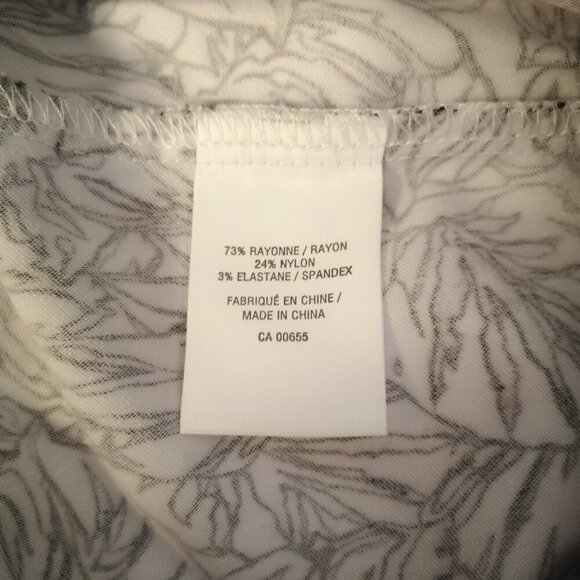 73% RAYONNE / RAYON
24% NYLON
3% ELASTANE / SPANDEX
FABRIQUÉ EN CHINE /
MADE IN CHINA
CA 00655